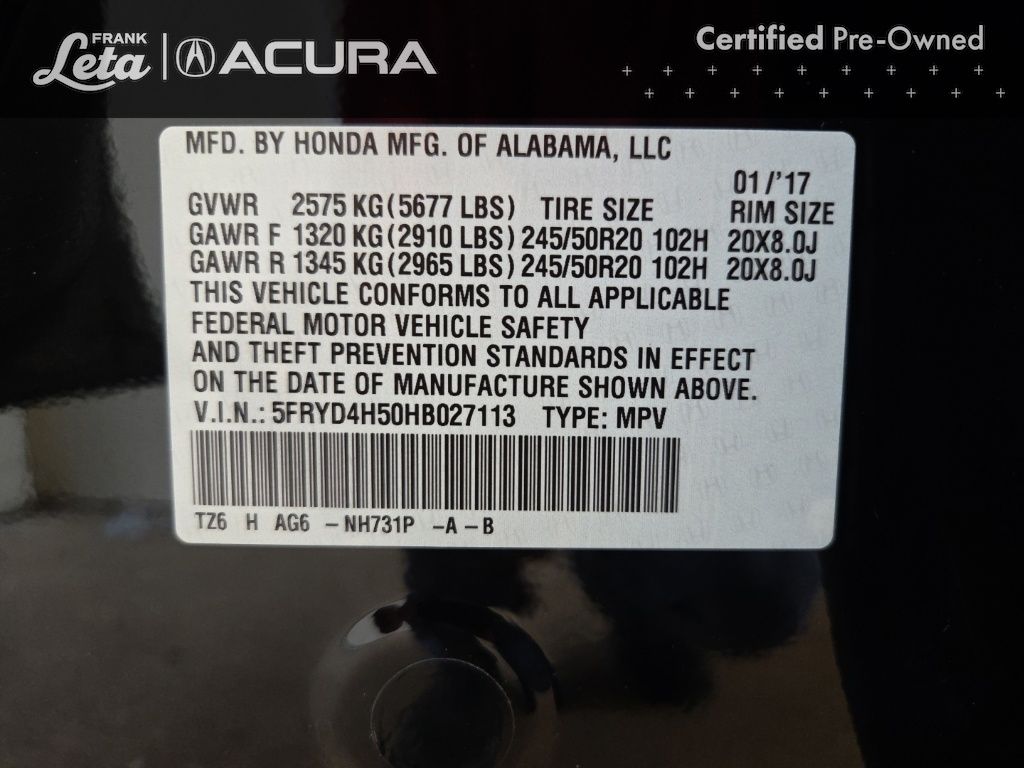 FRANK
Leta
ACURA
Certified Pre-Owned
MFD. BY HONDA MFG. OF ALABAMA, LLC
01/'17
GVWR 2575 KG (5677 LBS) TIRE SIZE RIM SIZE
GAWR F 1320 KG (2910 LBS) 245/50R20 102H 20X8.0J
GAWR R 1345 KG (2965 LBS) 245/50R20 102H 20X8.0J
THIS VEHICLE CONFORMS TO ALL APPLICABLE
FEDERAL MOTOR VEHICLE SAFETY
AND THEFT PREVENTION STANDARDS IN EFFECT
ON THE DATE OF MANUFACTURE SHOWN ABOVE.
V.I.N.: 5FRYD4H50HB027113 TYPE: MPV
TZ6 H AG6 -NH731P -A -B